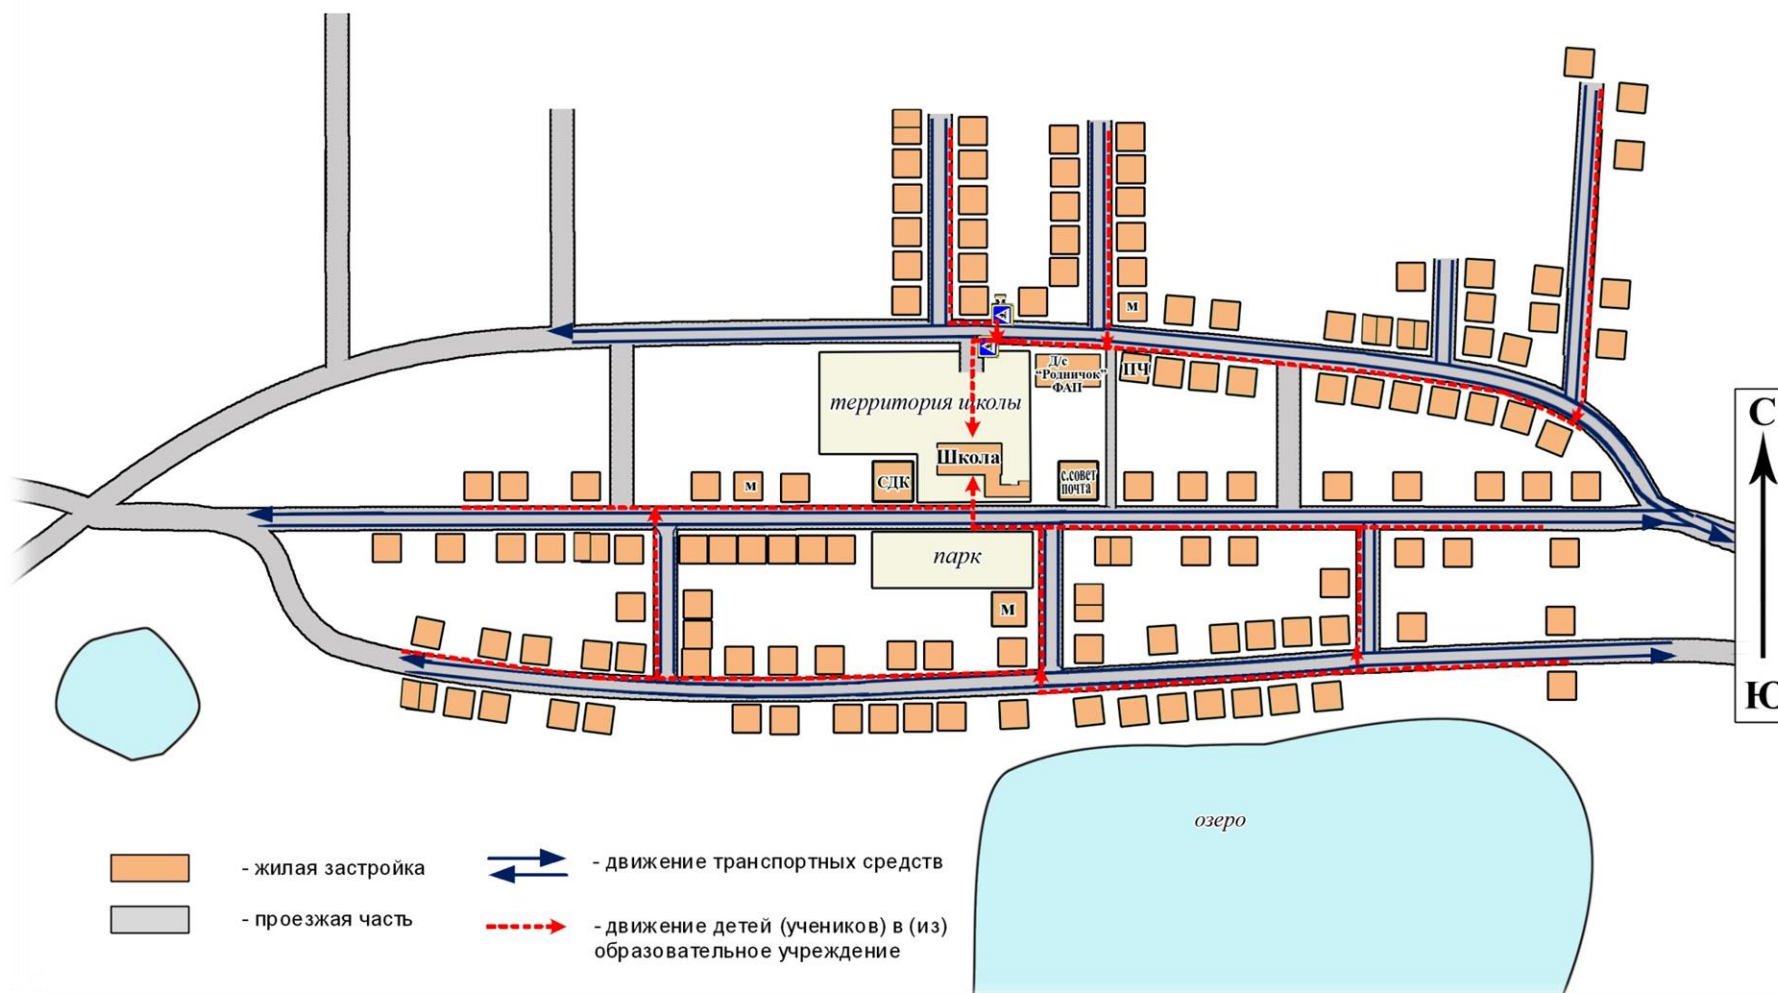 м
Д/с
"Родничок"
ФАП
ПЧ
территория школы
С
Школа
м
СДК
с.совет
почта
парк
м
Ю
озеро
- жилая застройка
- движение транспортных средств
- проезжая часть
- движение детей (учеников) в (из)
образовательное учреждение